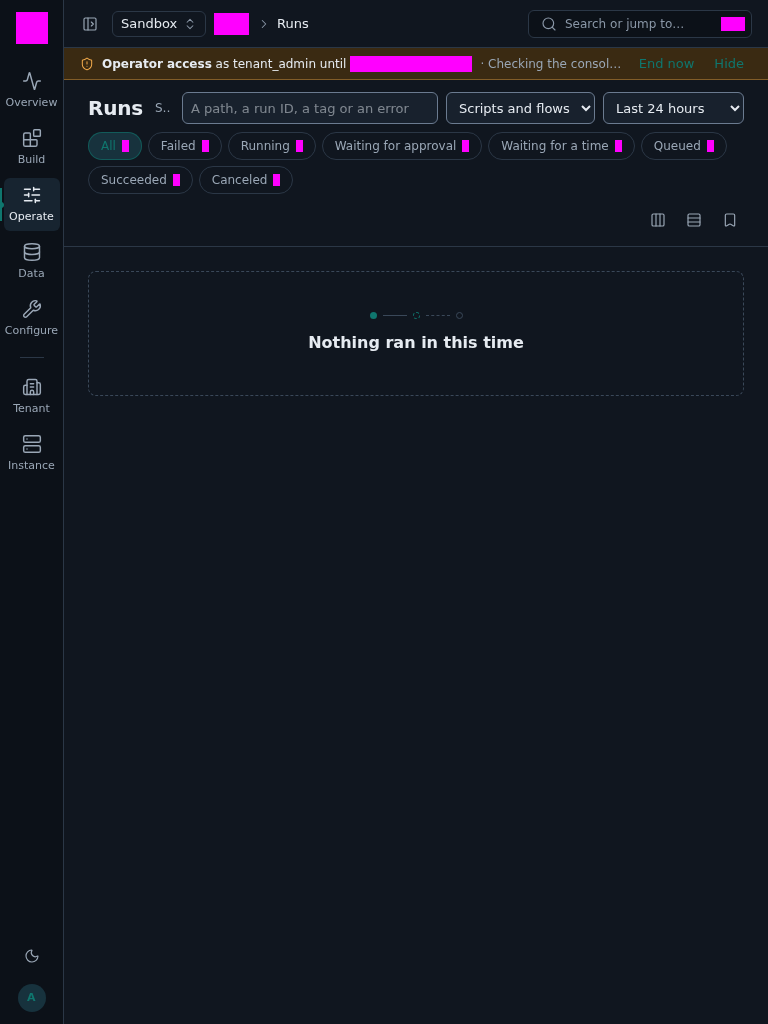 Sandbox
Runs
Search or jump to…
Operator access as tenant_admin until
· Checking the consol…
End now
Hide
Overview
Build
Operate
Data
Configure
Tenant
Instance
A
Runs
S..
A path, a run ID, a tag or an error
Scripts and flows
Last 24 hours
All
Failed
Running
Waiting for approval
Waiting for a time
Queued
Succeeded
Canceled
Nothing ran in this time